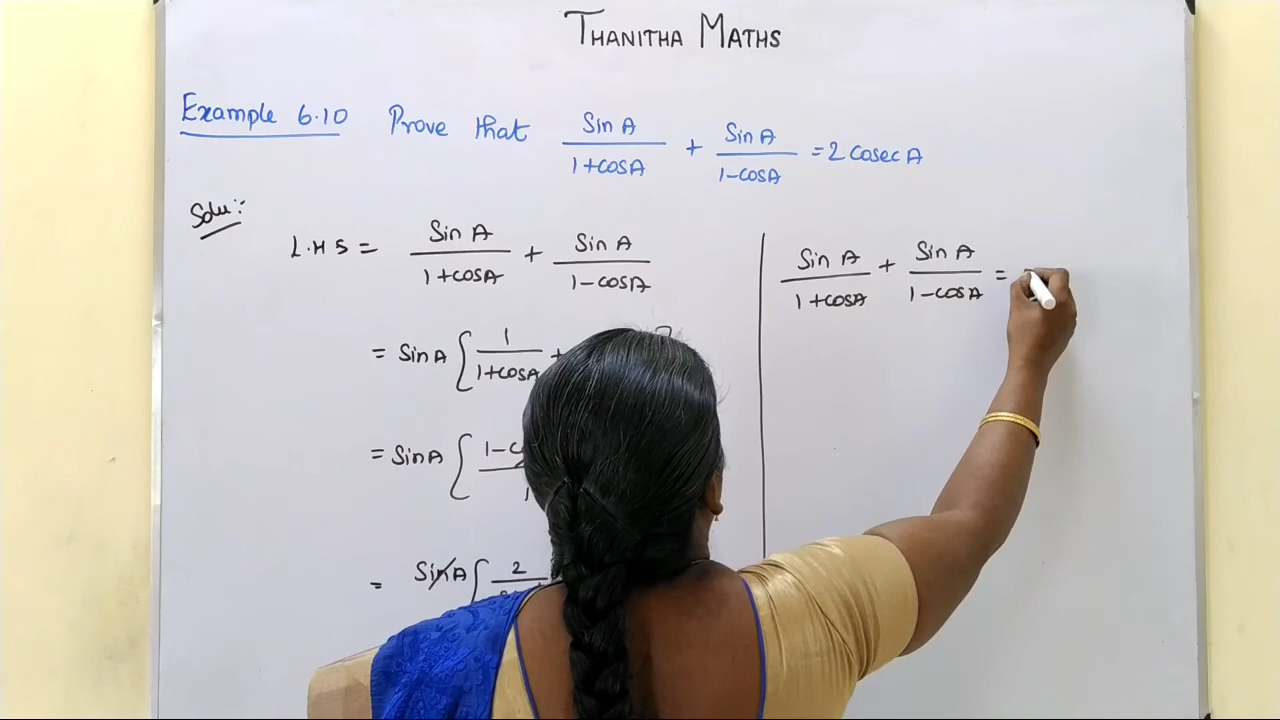 THANITHA MATHS
Example 6.10 Prove that Sin A / 1+cosA + Sin A / 1-cosA = 2 cosec A
Solu:
L.H.S = Sin A / 1+cosA + Sin A / 1-cosA
= Sin A [ 1 / 1+cosA +
= Sin A [ 1-c
= Sin A [ 2
Sin A / 1+cosA + Sin A / 1-cosA =